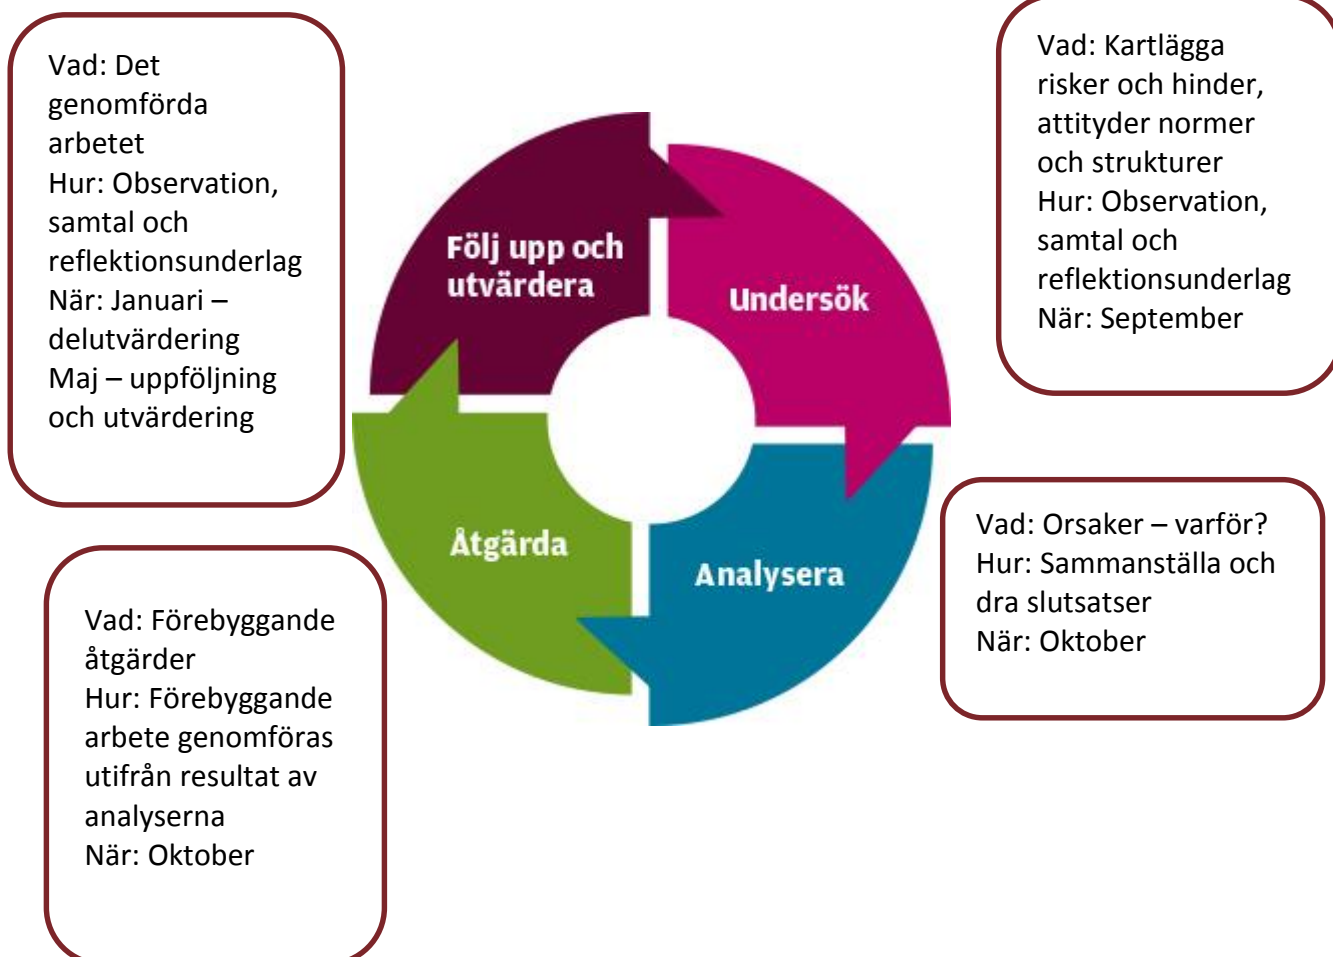 Vad: Det
genomförda
arbetet
Hur: Observation,
samtal och
reflektionsunderlag
När: Januari –
delutvärdering
Maj – uppföljning
och utvärdering
Vad: Kartlägga
risker och hinder,
attityder normer
och strukturer
Hur: Observation,
samtal och
reflektionsunderlag
När: September
Följ upp och
utvärdera
Undersök
Åtgärda
Analysera
Vad: Orsaker – varför?
Hur: Sammanställa och
dra slutsatser
När: Oktober
Vad: Förebyggande
åtgärder
Hur: Förebyggande
arbete genomföras
utifrån resultat av
analyserna
När: Oktober